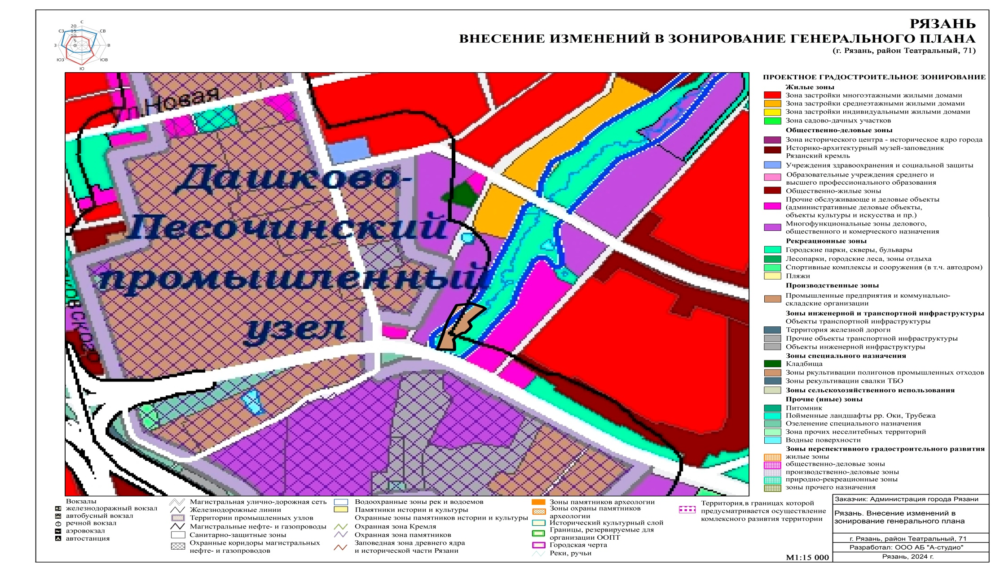 РЯЗАНЬ
ВНЕСЕНИЕ ИЗМЕНЕНИЙ В ЗОНИРОВАНИЕ ГЕНЕРАЛЬНОГО ПЛАНА
(г. Рязань, район Театральный, 71)
С
СВ
В
ЮВ
Ю
ЮЗ
З
СЗ
20
15
10
5
0
Новая
Дашково-
Песочинский
промышленный
узел
ПРОЕКТНОЕ ГРАДОСТРОИТЕЛЬНОЕ ЗОНИРОВАНИЕ
Жилые зоны
Зона застройки многоэтажными жилыми домами
Зона застройки среднеэтажными жилыми домами
Зона застройки индивидуальными жилыми домами
Зона садово-дачных участков
Общественно-деловые зоны
Зона исторического центра - историческое ядро города
Историко-архитектурный музей-заповедник
Рязанский кремль
Учреждения здравоохранения и социальной защиты
Образовательные учреждения среднего и
высшего профессионального образования
Общественно-жилые зоны
Прочие обслуживающе и деловые объекты
(административные деловые объекты,
объекты культуры и искусства и пр.)
Многофункциональные зоны делового,
общественного и комерческого назначения
Рекреационные зоны
Городские парки, скверы, бульвары
Лесопарки, городские леса, зоны отдыха
Спортивные комплексы и сооружения (в т.ч. автодром)
Пляжи
Производственные зоны
Промышленные предприятия и коммунально-
складские организации
Зоны инженерной и транспортной инфраструктуры
Объекты транспортной инфраструктуры
Территория железной дороги
Прочие объекты транспортной инфраструктуры
Объекты инженерной инфраструктуры
Зоны специального назначения
Кладбища
Зоны ркультивации полигонов промышленных отходов
Зоны рекультивации свалки ТБО
Зоны сельскохозяйственного использования
Прочие (иные) зоны
Питомник
Пойменные ландшафты рр. Оки, Трубежа
Озеленение специального назначения
Зона прочих неселитебных территорий
Водные поверхности
Зоны перспективного градостроительного развития
жилые зоны
общественно-деловые зоны
производственно-деловые зоны
природно-рекреационные зоны
зоны прочего назначения
Вокзалы
железнодоражный вокзал
автобусный вокзал
речной вокзал
аэровокзал
автостанция
Магистральная улично-дорожная сеть
Железнодорожные линии
Территории промышленных узлов
Магистральные нефте- и газопроводы
Санитарно-защитные зоны
Охранные коридоры магистральных
нефте- и газопроводов
Водоохранные зоны рек и водоемов
Памятники истории и культуры
Охранные зоны памятников истории и культуры
Охранная зона Кремля
Охранная зона памятников
Заповедная зона древнего ядра
и исторической части Рязани
Зоны памятников археологии
Зоны охраны памятников
археологии
Исторический культурный слой
Границы, резервируемые для
организации ООПТ
Городская черта
Реки, ручьи
Территория,в границах которой
предусматривается осуществление
комлексного разивтия территории
М1:15 000
Заказчик: Администрация города Рязани
Рязань. Внесение изменений в
зонирование генерального плана
г. Рязань, район Театральный, 71
Разработал: ООО АБ "А-студио"
Рязань, 2024 г.